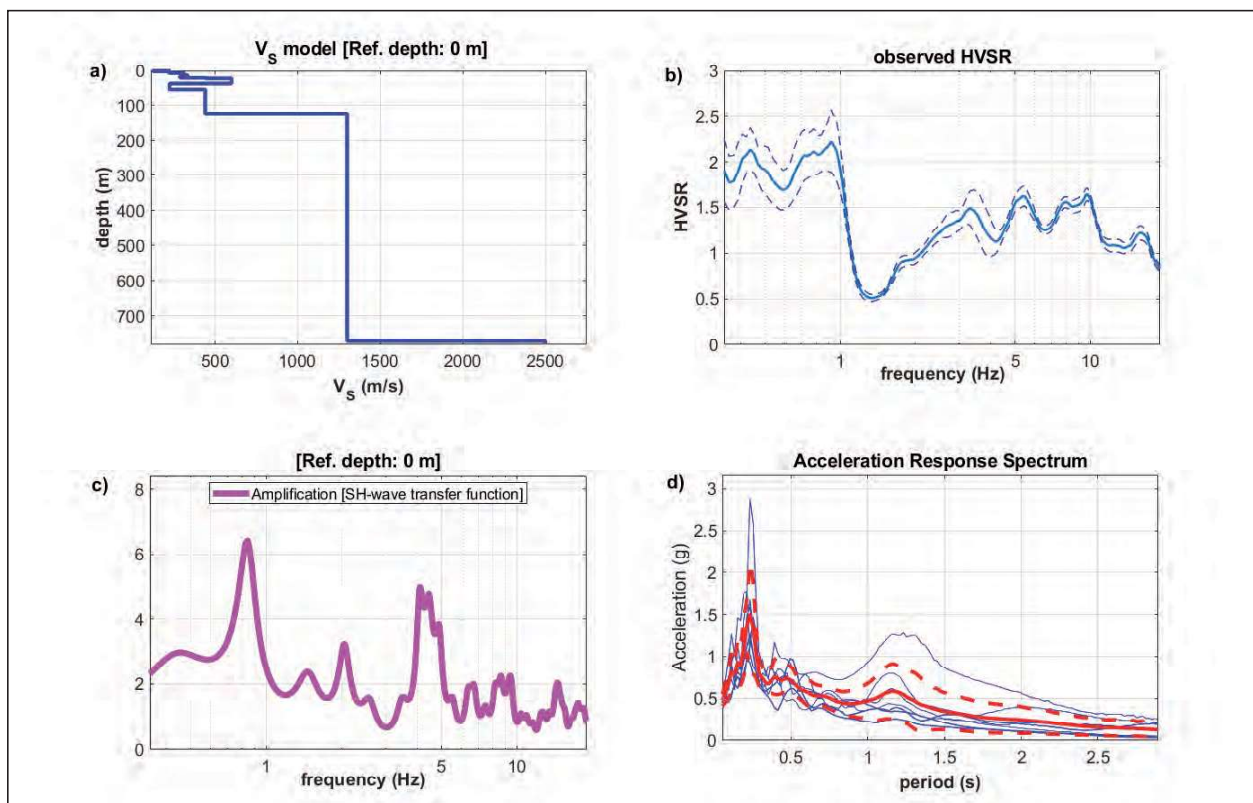 V_S model [Ref. depth: 0 m]
a)
0
100
200
300
400
500
600
700
depth (m)
500 1000 1500 2000 2500
V_S (m/s)
observed HVSR
b)
3
2.5
2
1.5
1
0.5
0
HVSR
1 5 10
frequency (Hz)
[Ref. depth: 0 m]
c)
Amplification [SH-wave transfer function]
8
6
4
2
0
1 5 10
frequency (Hz)
Acceleration Response Spectrum
d)
3
2.5
2
1.5
1
0.5
0
Acceleration (g)
0.5 1 1.5 2 2.5
period (s)